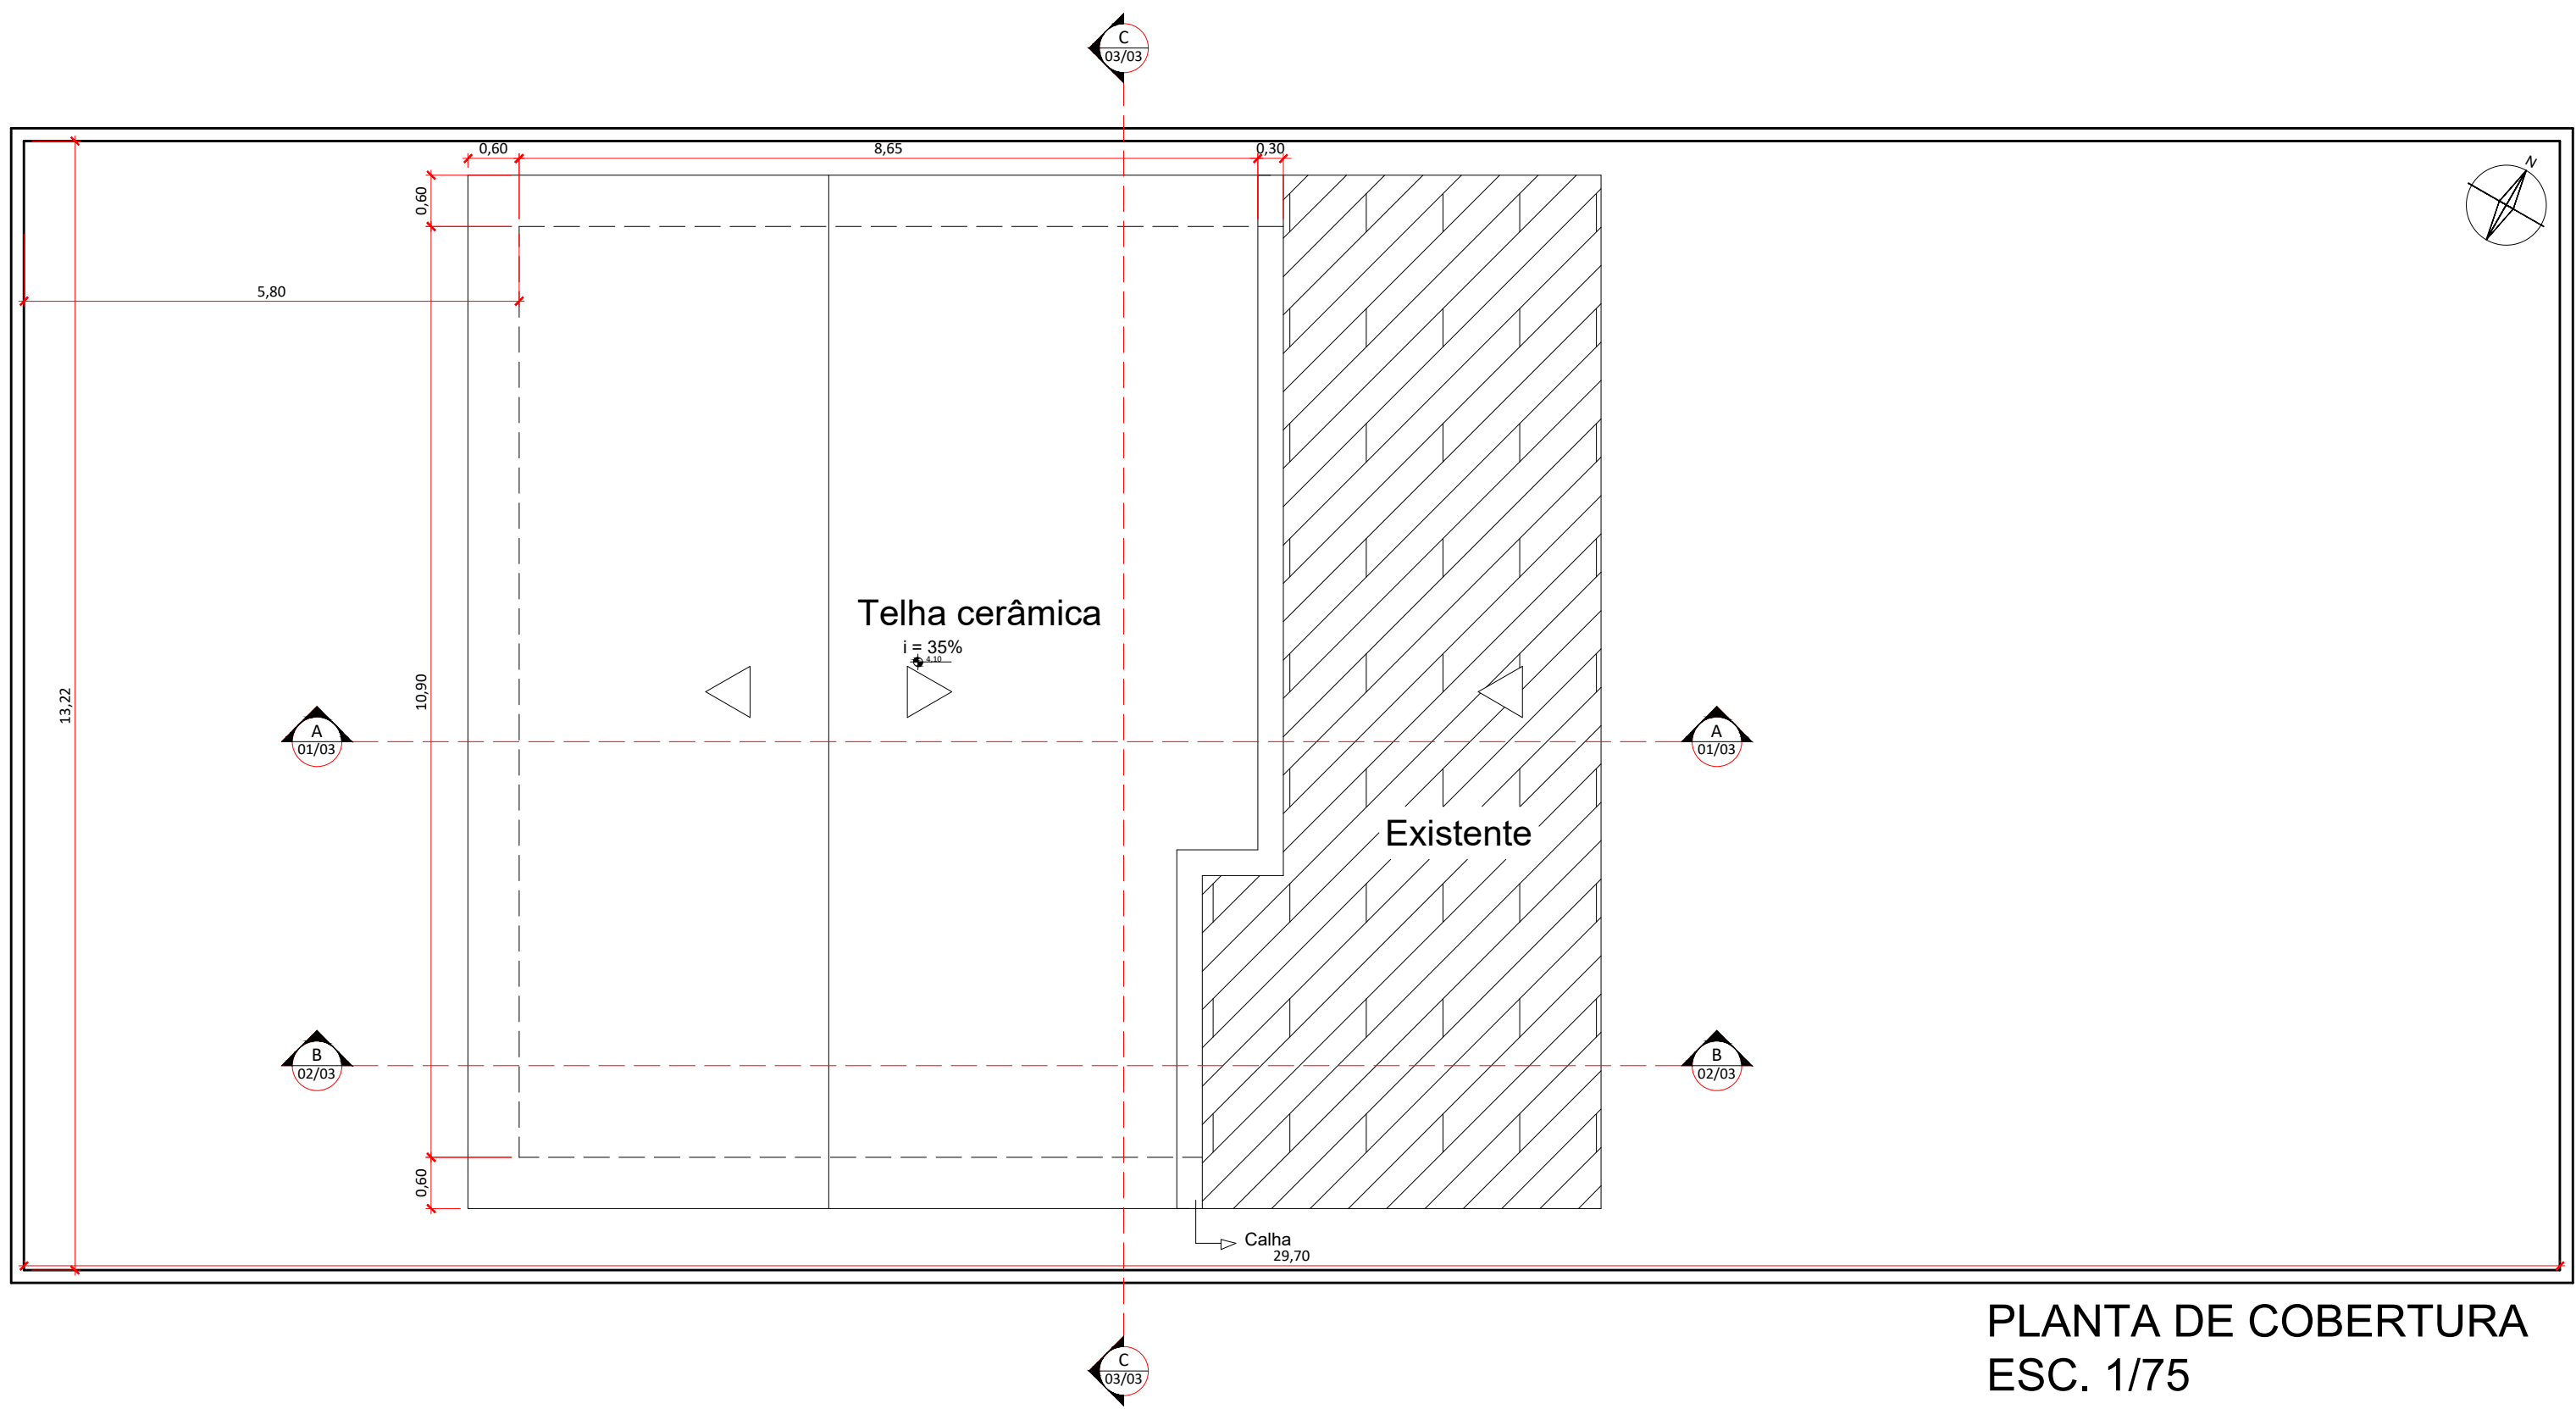 C
03/03
0,60
8,65
0,30
N
0,60
5,80
Telha cerâmica
i = 35%
4,10
13,22
10,90
A
01/03
A
01/03
Existente
B
02/03
B
02/03
0,60
Calha
29,70
PLANTA DE COBERTURA
ESC. 1/75
C
03/03